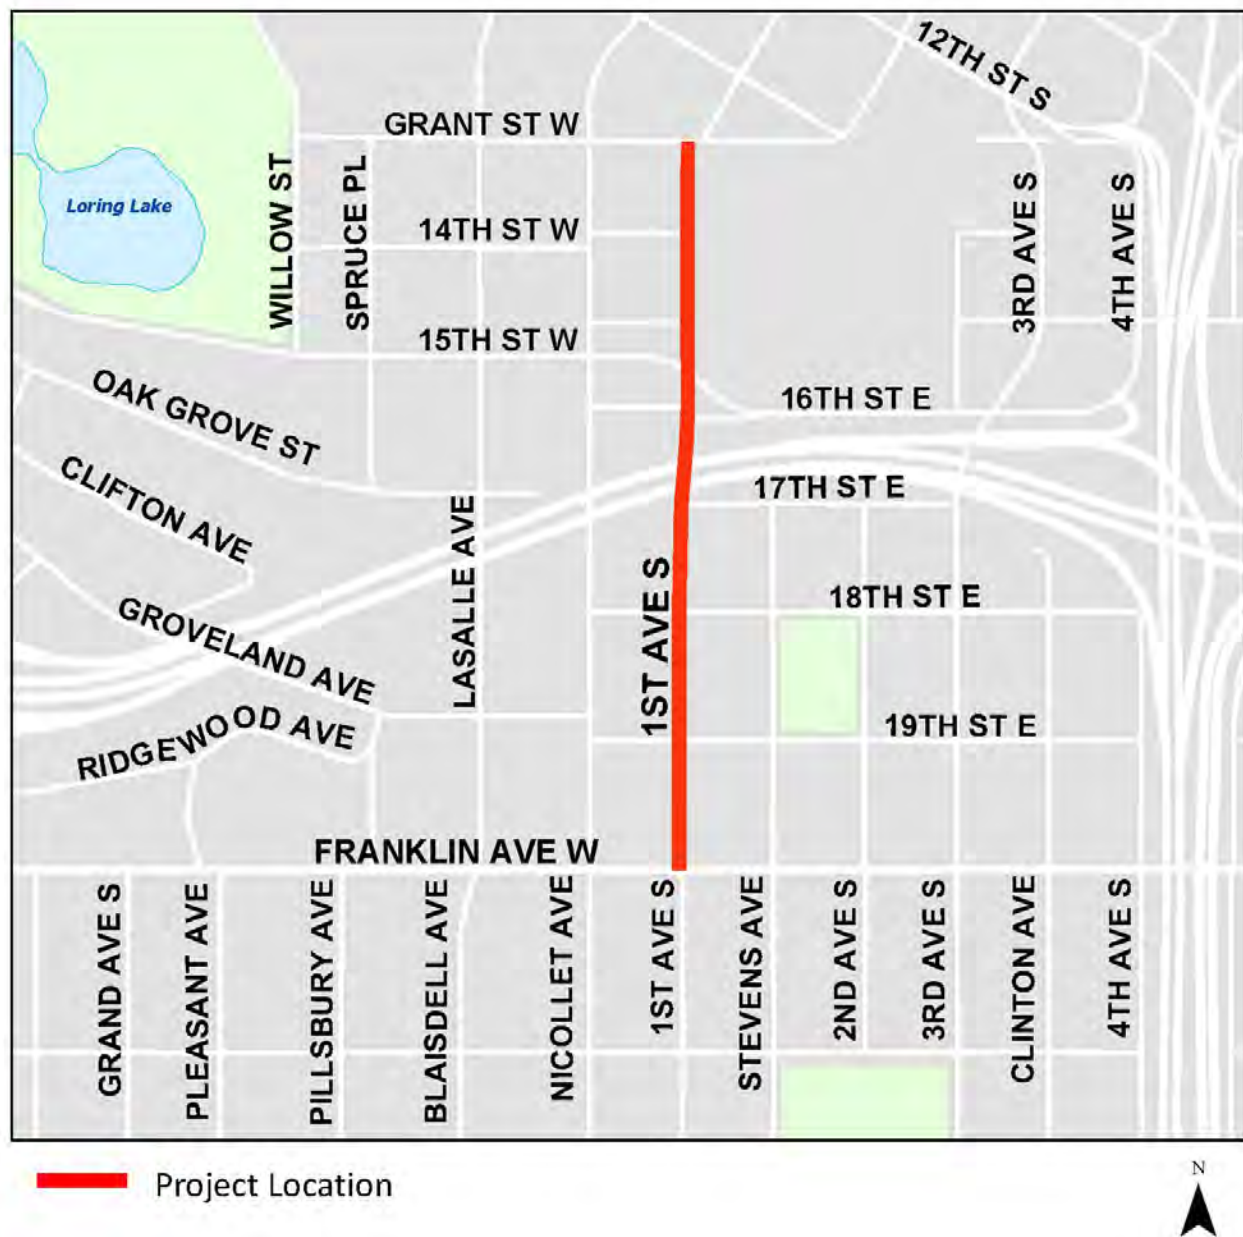 12TH ST S
GRANT ST W
WILLOW ST
SPRUCE PL
Loring Lake
14TH ST W
3RD AVE S
4TH AVE S
15TH ST W
OAK GROVE ST
16TH ST E
CLIFTON AVE
17TH ST E
LASALLE AVE
1ST AVE S
18TH ST E
GROVELAND AVE
RIDGEWOOD AVE
19TH ST E
FRANKLIN AVE W
GRAND AVE S
PLEASANT AVE
PILLSBURY AVE
BLAISDELL AVE
NICOLLET AVE
1ST AVE S
STEVENS AVE
2ND AVE S
3RD AVE S
CLINTON AVE
4TH AVE S
Project Location
N